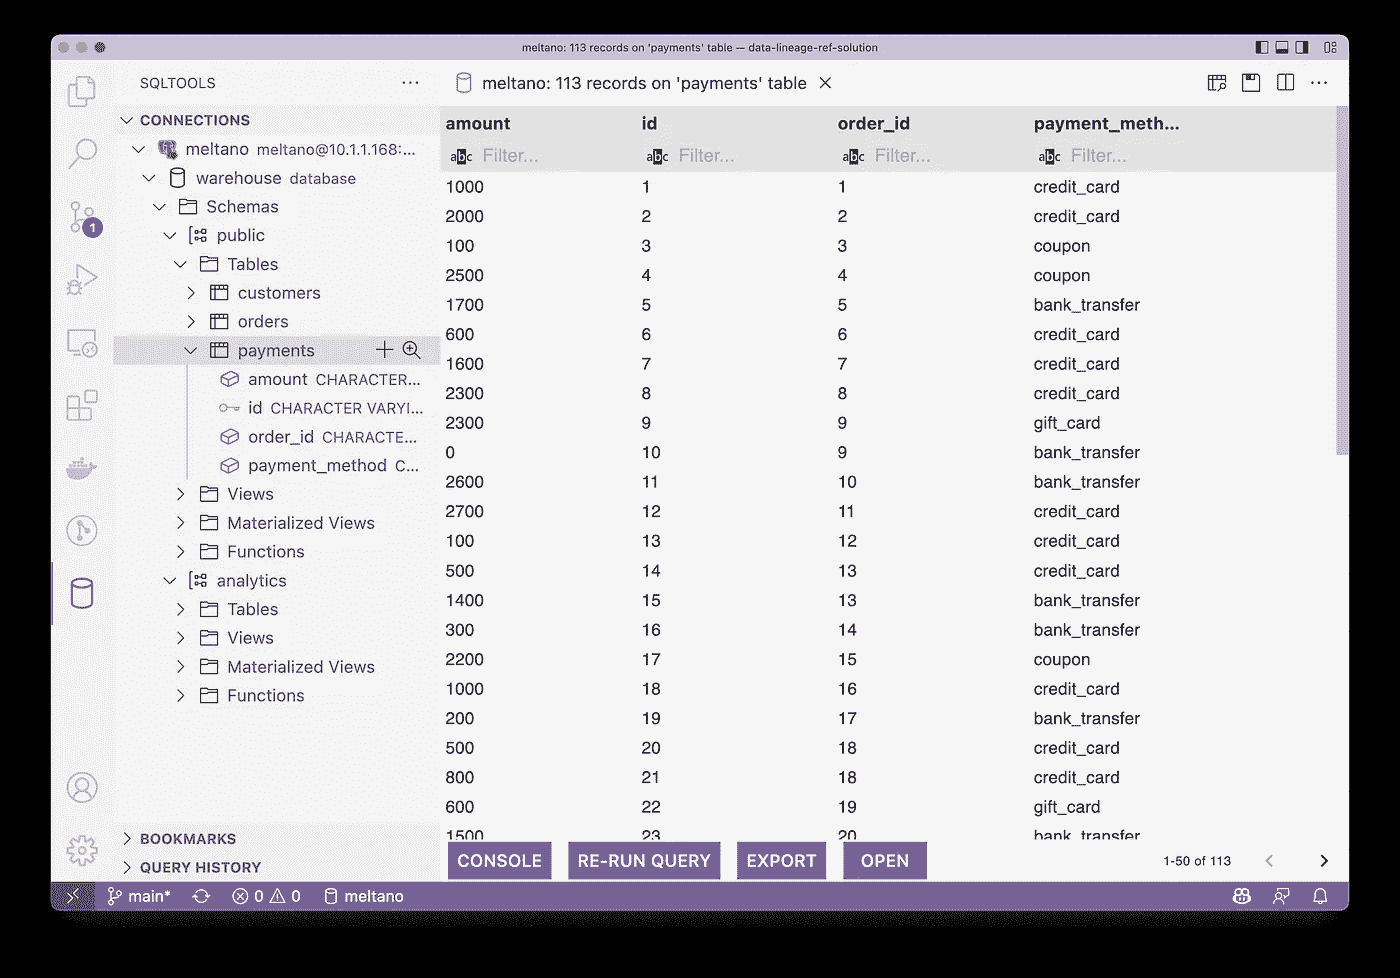 meltano: 113 records on 'payments' table — data-lineage-ref-solution
SQLTOOLS
meltano: 113 records on 'payments' table
CONNECTIONS
meltano meltano@10.1.1.168:...
warehouse database
Schemas
public
Tables
customers
orders
payments
amount CHARACTER...
id CHARACTER VARYI...
order_id CHARACTE...
payment_method C...
Views
Materialized Views
Functions
analytics
Tables
Views
Materialized Views
Functions
BOOKMARKS
QUERY HISTORY
1
amount id order_id payment_meth...
abc Filter... abc Filter... abc Filter... abc Filter...
1000 1 1 credit_card
2000 2 2 credit_card
100 3 3 coupon
2500 4 4 coupon
1700 5 5 bank_transfer
600 6 6 credit_card
1600 7 7 credit_card
2300 8 8 credit_card
2300 9 9 gift_card
0 10 9 bank_transfer
2600 11 10 bank_transfer
2700 12 11 credit_card
100 13 12 credit_card
500 14 13 credit_card
1400 15 13 bank_transfer
300 16 14 bank_transfer
2200 17 15 coupon
1000 18 16 credit_card
200 19 17 bank_transfer
500 20 18 credit_card
800 21 18 credit_card
600 22 19 gift_card
1500 23 20 bank_transfer
CONSOLE RE-RUN QUERY EXPORT OPEN 1-50 of 113
main* 0 0 meltano